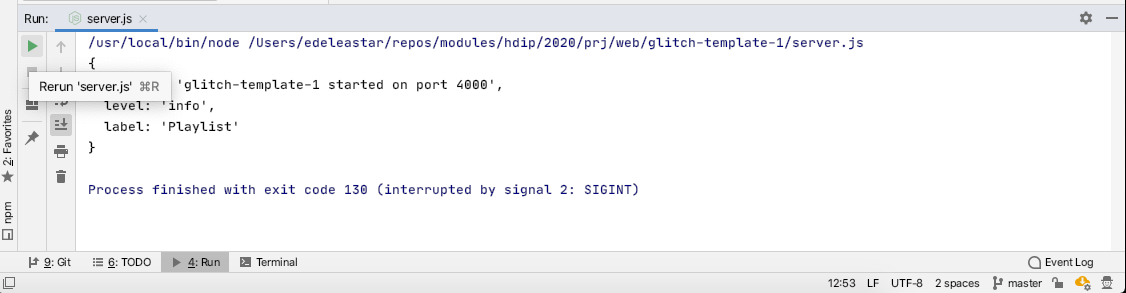 Run: server.js
/usr/local/bin/node /Users/edeleastar/repos/modules/hdip/2020/prj/web/glitch-template-1/server.js
{
Rerun 'server.js' ⌘R
'glitch-template-1 started on port 4000',
level: 'info',
label: 'Playlist'
}
Process finished with exit code 130 (interrupted by signal 2: SIGINT)
2: Favorites
npm
9: Git 6: TODO 4: Run Terminal Event Log
12:53 LF UTF-8 2 spaces master